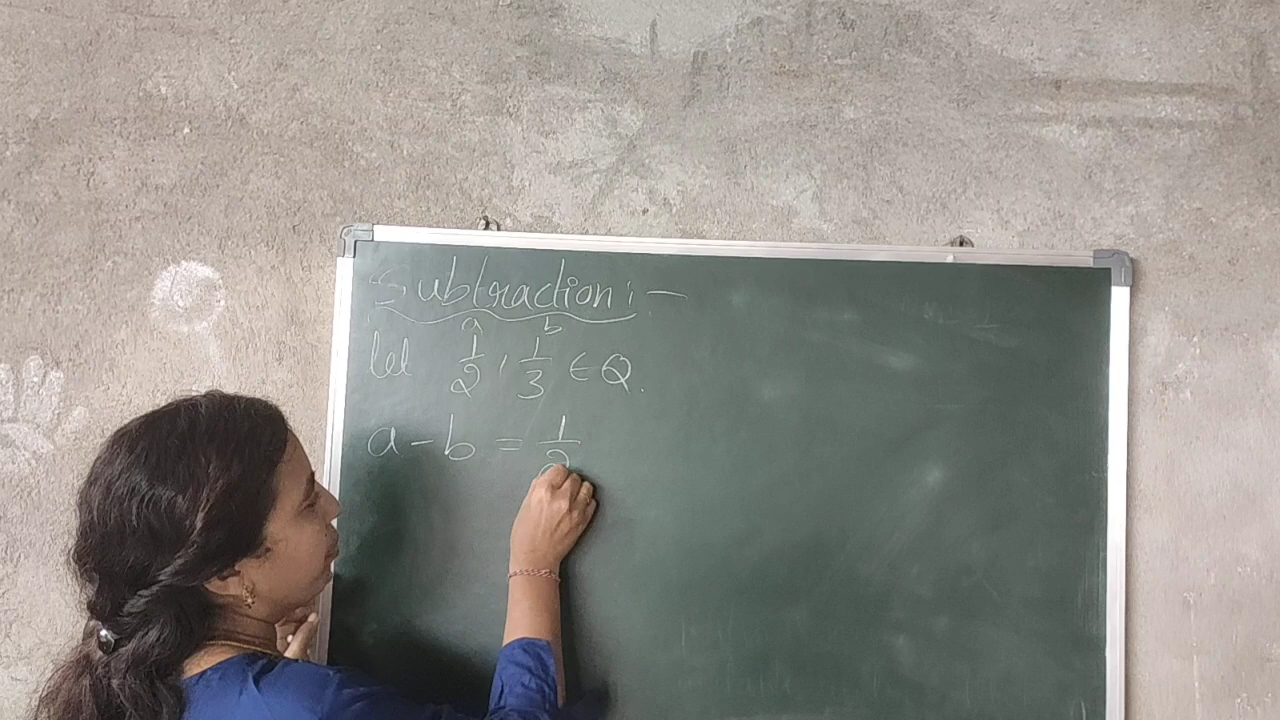 Subtraction :-
a b
let 1/2 , 1/3 ∈ Q.
a - b = 1/2